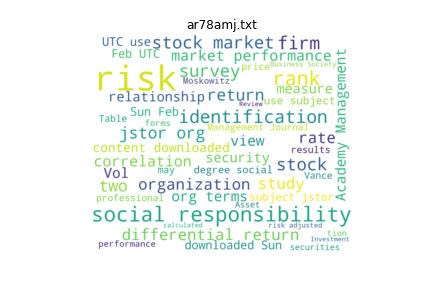 ar78amj.txt
UTC use
stock market
firm
Feb UTC
market performance
survey
price
Business Society
Moskowitz
rank
risk
measure
relationship
return
Review
use subject
Table
Sun Feb
identification
Academy Management
forms
Management Journal
jstor org
view
rate
results
content downloaded
correlation
security
stock
Vol
may
degree social
Vance
two
organization
study
professional
org terms
subject jstor
Asset
social responsibility
calculated
risk adjusted
differential return
tion
performance
downloaded Sun
Investment
securities